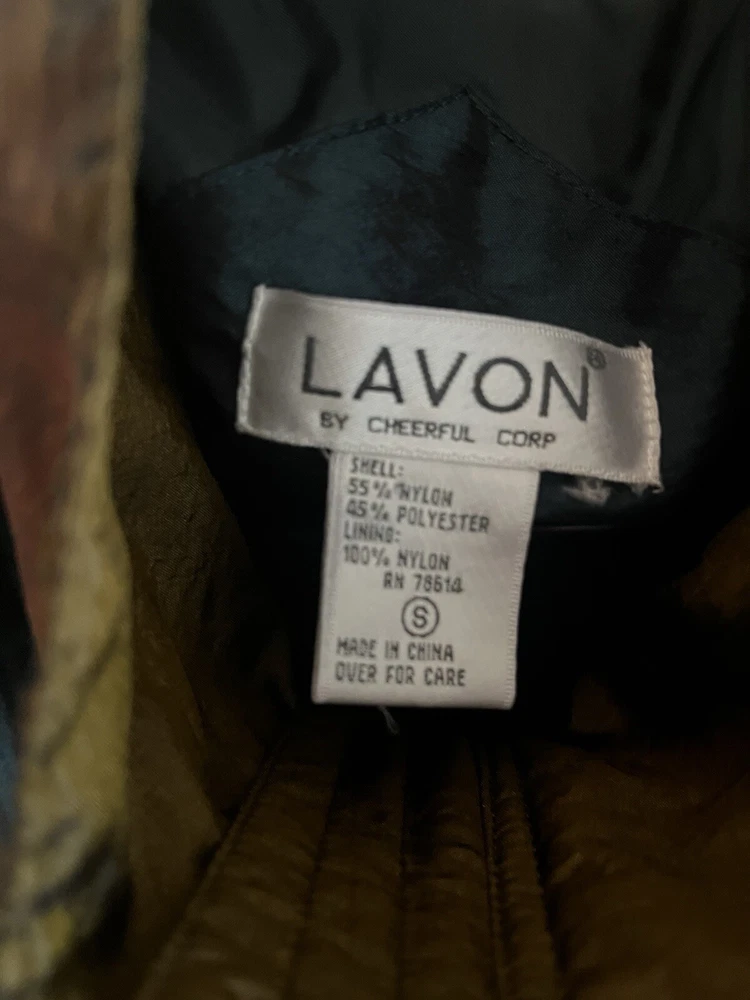 LAVON®
BY CHEERFUL CORP
SHELL:
55% NYLON
45% POLYESTER
LINING:
100% NYLON
RN 78614
S
MADE IN CHINA
OVER FOR CARE